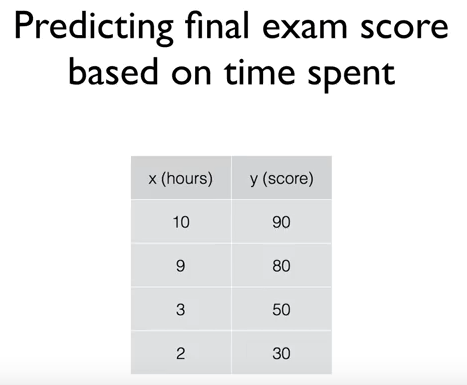 Predicting final exam score
based on time spent
x (hours) y (score)
10 90
9 80
3 50
2 30